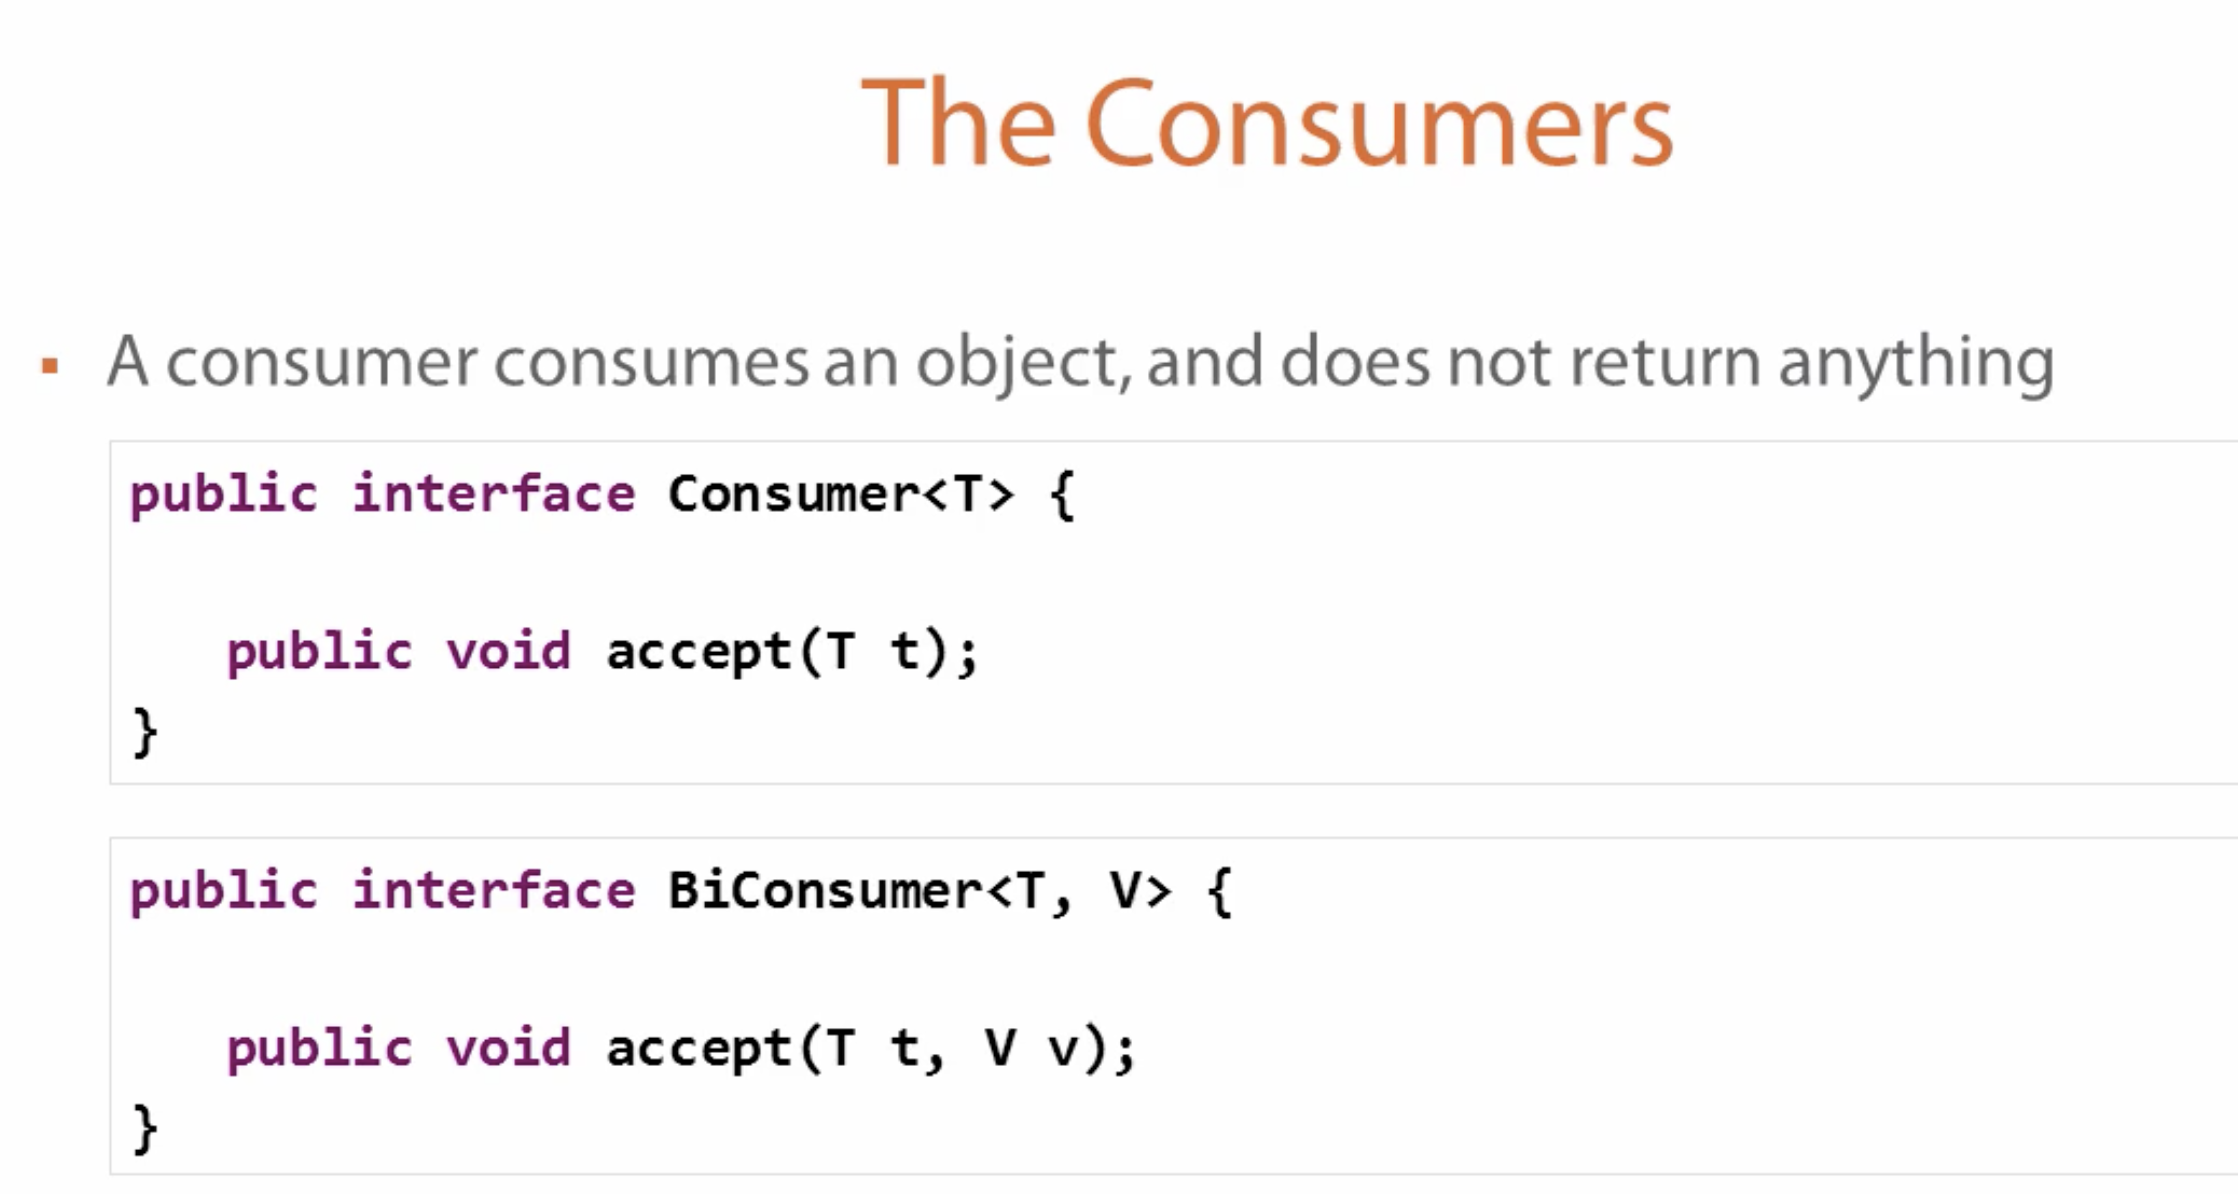 The Consumers
▪ A consumer consumes an object, and does not return anything
public interface Consumer<T> {
public void accept(T t);
}
public interface BiConsumer<T, V> {
public void accept(T t, V v);
}